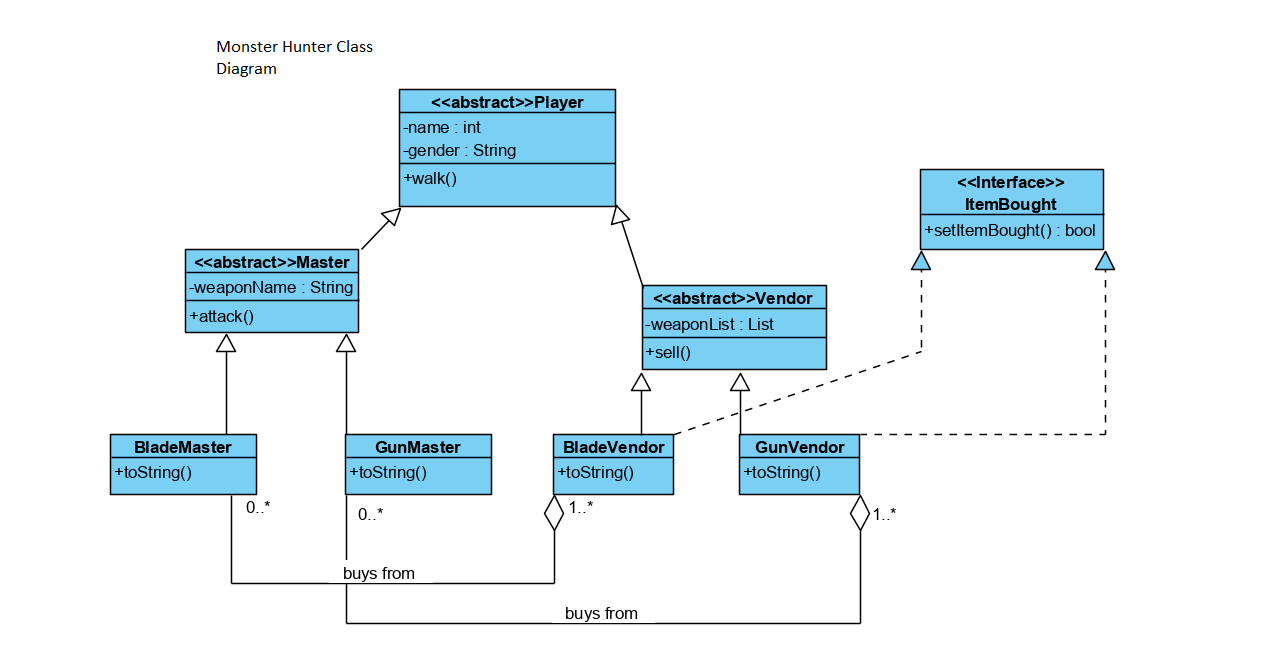 Monster Hunter Class
Diagram
<<abstract>>Player
-name : int
-gender : String
+walk()
<<Interface>>
ItemBought
+setItemBought() : bool
<<abstract>>Master
-weaponName : String
+attack()
<<abstract>>Vendor
-weaponList : List
+sell()
BladeMaster
+toString()
GunMaster
+toString()
BladeVendor
+toString()
GunVendor
+toString()
0..*
0..*
1..*
1..*
buys from
buys from